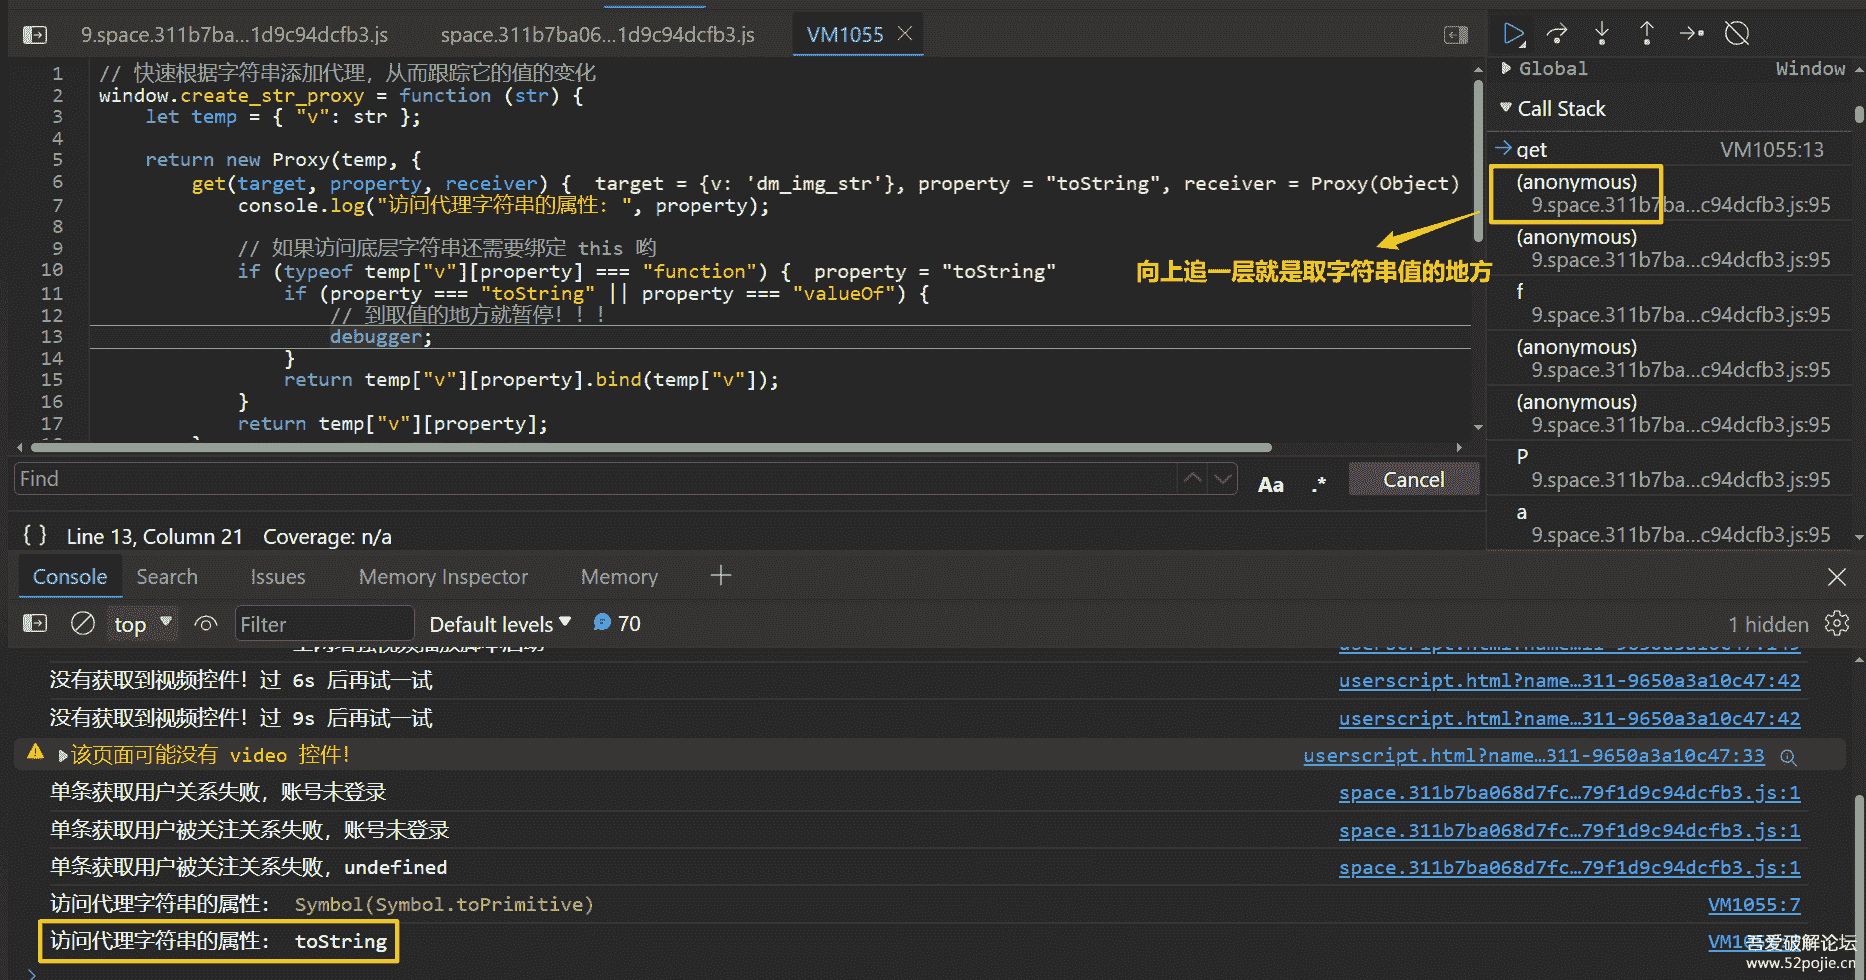 9.space.311b7ba...1d9c94dcfb3.js
space.311b7ba06...1d9c94dcfb3.js
VM1055
1 // 快速根据字符串添加代理，从而跟踪它的值的变化
2 window.create_str_proxy = function (str) {
3 let temp = { "v": str };
4
5 return new Proxy(temp, {
6 get(target, property, receiver) { target = {v: 'dm_img_str'}, property = "toString", receiver = Proxy(Object)
7 console.log("访问代理字符串的属性：", property);
8
9 // 如果访问底层字符串还需要绑定 this 哟
10 if (typeof temp["v"][property] === "function") { property = "toString"
11 if (property === "toString" || property === "valueOf") {
12 // 到取值的地方就暂停！！！
13 debugger;
14 }
15 return temp["v"][property].bind(temp["v"]);
16 }
17 return temp["v"][property];
向上追一层就是取字符串值的地方
Global Window
Call Stack
get VM1055:13
(anonymous)
9.space.311b7ba...c94dcfb3.js:95
(anonymous)
9.space.311b7ba...c94dcfb3.js:95
f
9.space.311b7ba...c94dcfb3.js:95
(anonymous)
9.space.311b7ba...c94dcfb3.js:95
(anonymous)
9.space.311b7ba...c94dcfb3.js:95
P
9.space.311b7ba...c94dcfb3.js:95
a
9.space.311b7ba...c94dcfb3.js:95
Find
Aa
.*
Cancel
{ } Line 13, Column 21 Coverage: n/a
Console Search Issues Memory Inspector Memory
top Filter Default levels 70 1 hidden
没有获取到视频控件！过 6s 后再试一试 userscript.html?name…311-9650a3a10c47:42
没有获取到视频控件！过 9s 后再试一试 userscript.html?name…311-9650a3a10c47:42
该页面可能没有 video 控件！ userscript.html?name…311-9650a3a10c47:33
单条获取用户关系失败，账号未登录 space.311b7ba068d7fc…79f1d9c94dcfb3.js:1
单条获取用户被关注关系失败，账号未登录 space.311b7ba068d7fc…79f1d9c94dcfb3.js:1
单条获取用户被关注关系失败，undefined space.311b7ba068d7fc…79f1d9c94dcfb3.js:1
访问代理字符串的属性： Symbol(Symbol.toPrimitive) VM1055:7
访问代理字符串的属性： toString
吾爱破解论坛
www.52pojie.cn